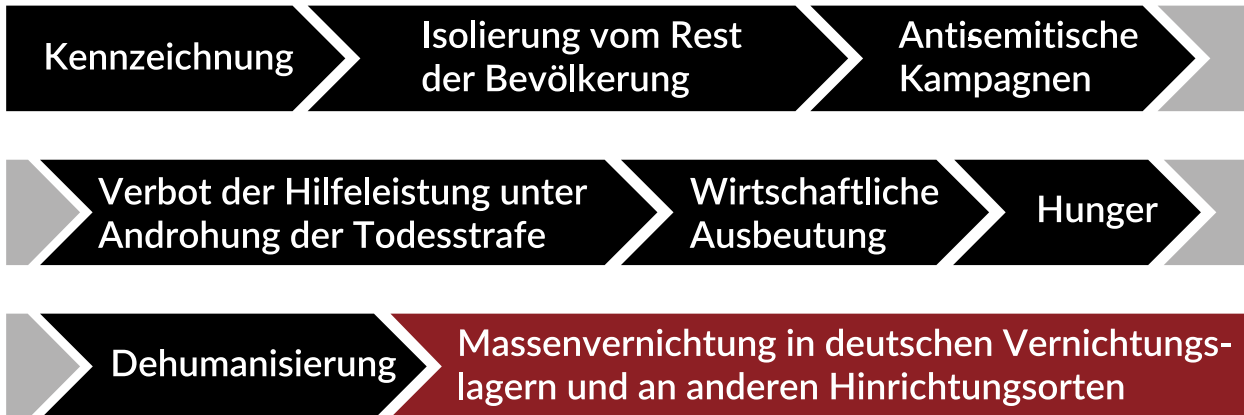 Kennzeichnung
Isolierung vom Rest
der Bevölkerung
Antisemitische
Kampagnen
Verbot der Hilfeleistung unter
Androhung der Todesstrafe
Wirtschaftliche
Ausbeutung
Hunger
Dehumanisierung
Massenvernichtung in deutschen Vernichtungs-
lagern und an anderen Hinrichtungsorten